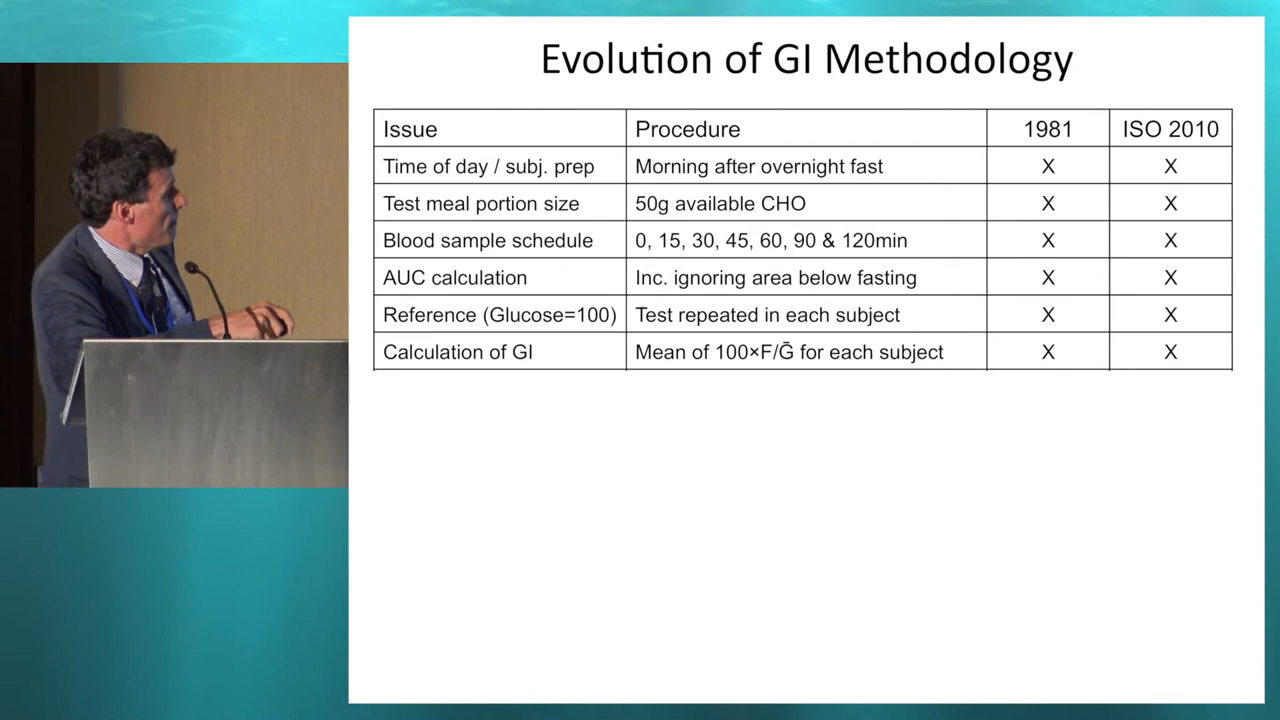 Evolution of GI Methodology
Issue Procedure 1981 ISO 2010
Time of day / subj. prep Morning after overnight fast X X
Test meal portion size 50g available CHO X X
Blood sample schedule 0, 15, 30, 45, 60, 90 & 120min X X
AUC calculation Inc. ignoring area below fasting X X
Reference (Glucose=100) Test repeated in each subject X X
Calculation of GI Mean of 100×F/Ḡ for each subject X X